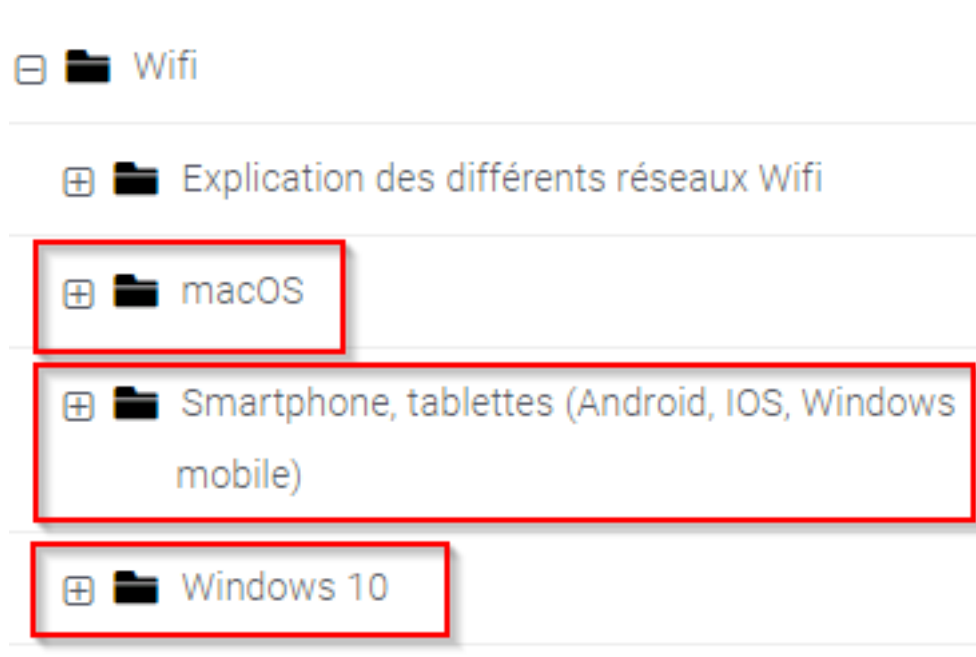 Wifi
Explication des différents réseaux Wifi
macOS
Smartphone, tablettes (Android, IOS, Windows
mobile)
Windows 10